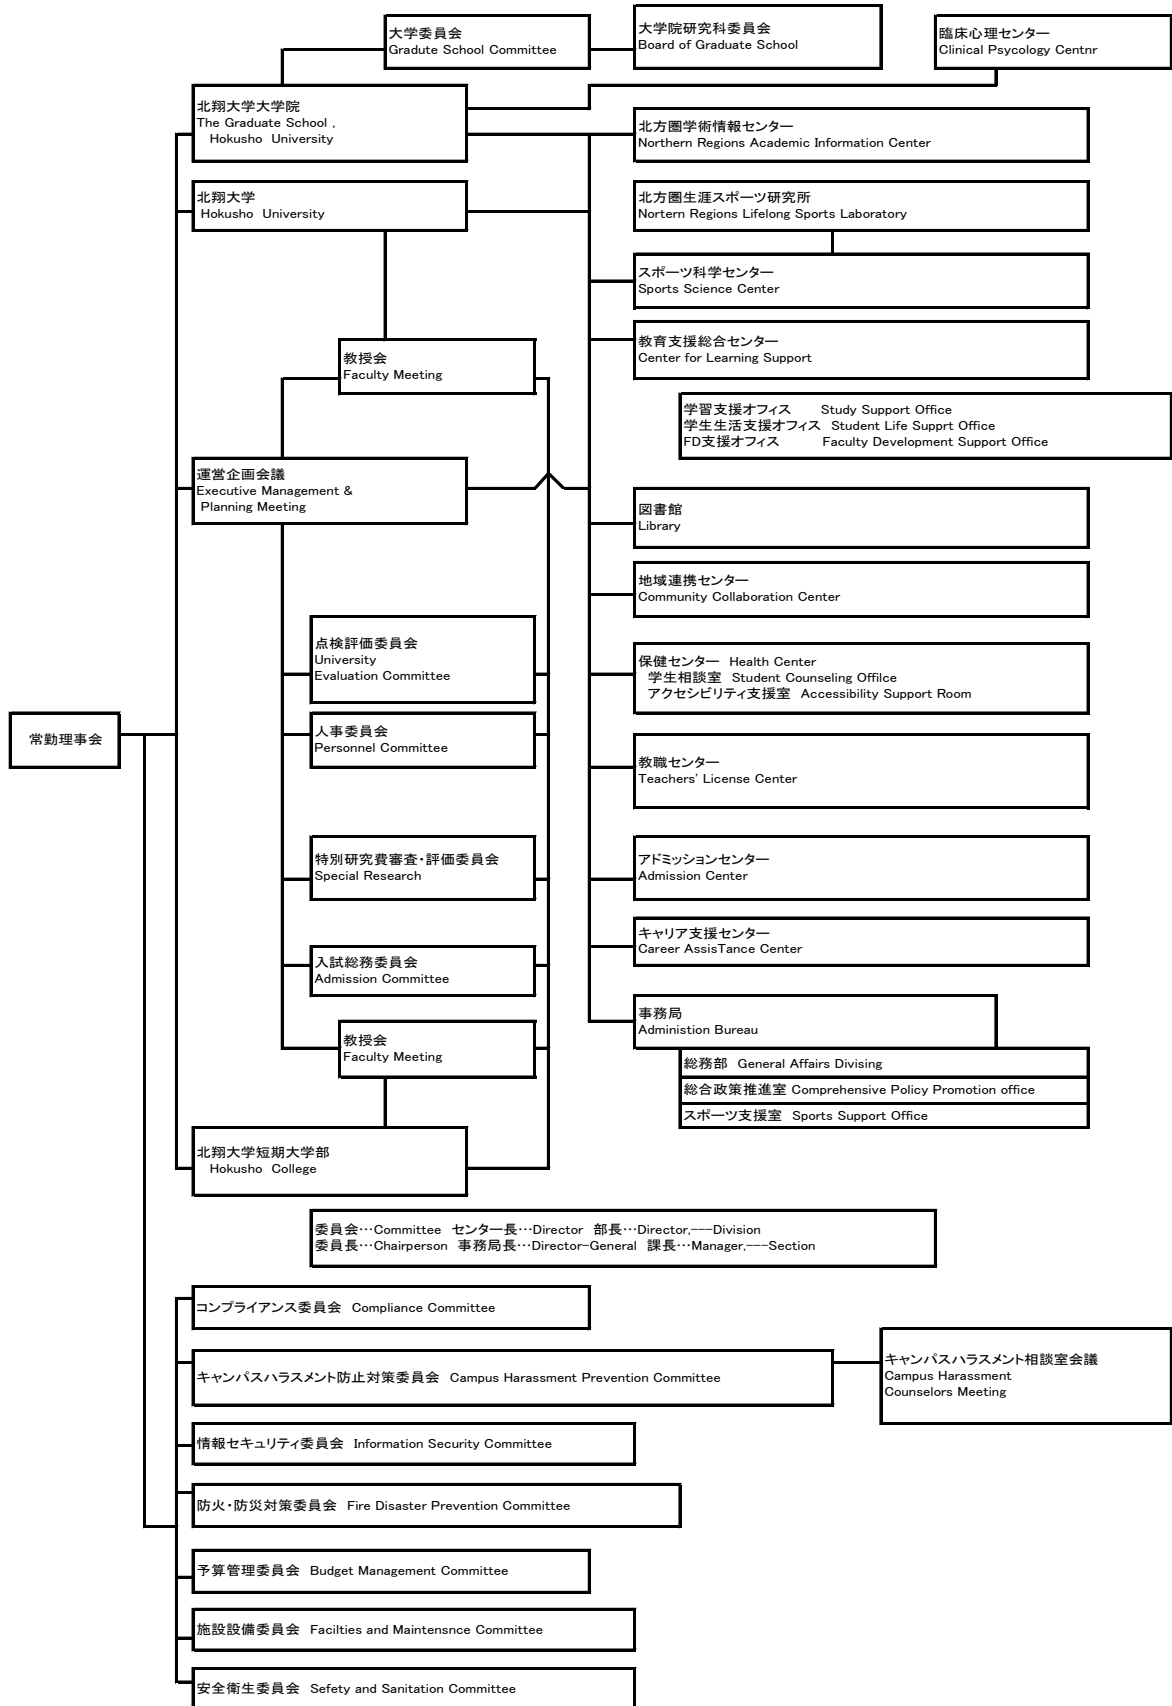 大学委員会
Gradute School Committee
大学院研究科委員会
Board of Graduate School
臨床心理センター
Clinical Psycology Centnr
北翔大学大学院
The Graduate School ,
Hokusho University
北方圏学術情報センター
Northern Regions Academic Information Center
北翔大学
Hokusho University
北方圏生涯スポーツ研究所
Nortern Regions Lifelong Sports Laboratory
スポーツ科学センター
Sports Science Center
教育支援総合センター
Center for Learning Support
教授会
Faculty Meeting
学習支援オフィス Study Support Office
学生生活支援オフィス Student Life Supprt Office
FD支援オフィス Faculty Development Support Office
運営企画会議
Executive Management &
Planning Meeting
図書館
Library
地域連携センター
Community Collaboration Center
点検評価委員会
University
Evaluation Committee
保健センター Health Center
学生相談室 Student Counseling Offilce
アクセシビリティ支援室 Accessibility Support Room
常勤理事会
人事委員会
Personnel Committee
教職センター
Teachers' License Center
特別研究費審査・評価委員会
Special Research
アドミッションセンター
Admission Center
キャリア支援センター
Career AssisTance Center
入試総務委員会
Admission Committee
事務局
Administion Bureau
教授会
Faculty Meeting
総務部 General Affairs Divising
総合政策推進室 Comprehensive Policy Promotion office
スポーツ支援室 Sports Support Office
北翔大学短期大学部
Hokusho College
委員会…Committee センター長…Director 部長…Director,---Division
委員長…Chairperson 事務局長…Director-General 課長…Manager,---Section
コンプライアンス委員会 Compliance Committee
キャンパスハラスメント防止対策委員会 Campus Harassment Prevention Committee
キャンパスハラスメント相談室会議
Campus Harassment
Counselors Meeting
情報セキュリティ委員会 Information Security Committee
防火・防災対策委員会 Fire Disaster Prevention Committee
予算管理委員会 Budget Management Committee
施設設備委員会 Facilties and Maintensnce Committee
安全衛生委員会 Sefety and Sanitation Committee